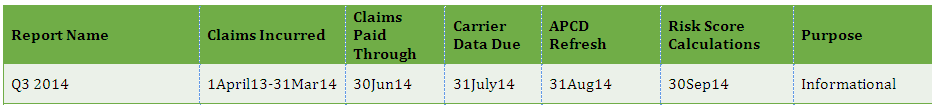 Report Name Claims Incurred Claims Paid Through Carrier Data Due APCD Refresh Risk Score Calculations Purpose
Q3 2014 1April13-31Mar14 30Jun14 31July14 31Aug14 30Sep14 Informational